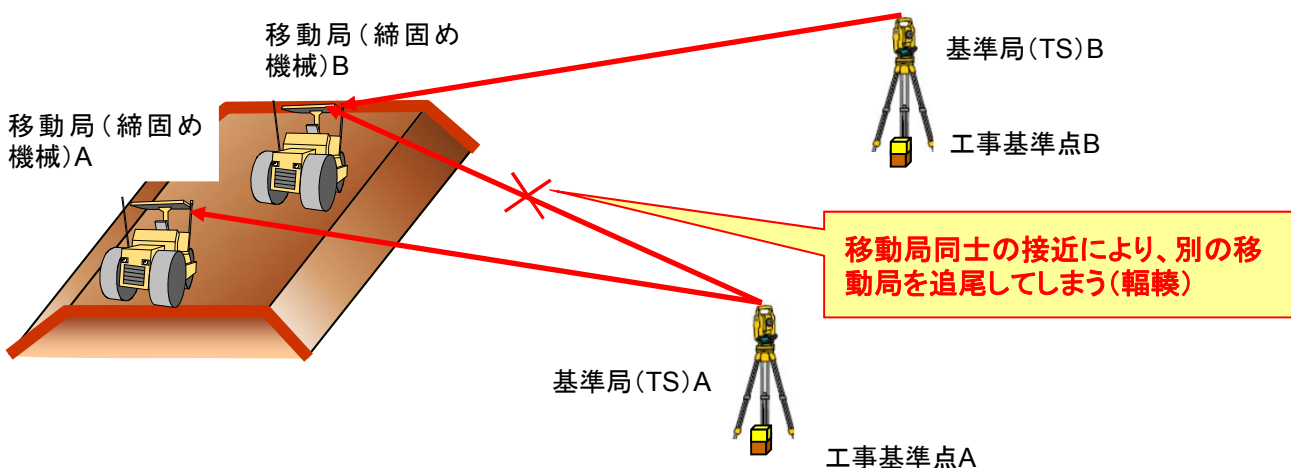 移動局(締固め
機械)B
基準局(TS)B
移動局(締固め
機械)A
工事基準点B
移動局同士の接近により、別の移
動局を追尾してしまう(輻輳)
基準局(TS)A
工事基準点A